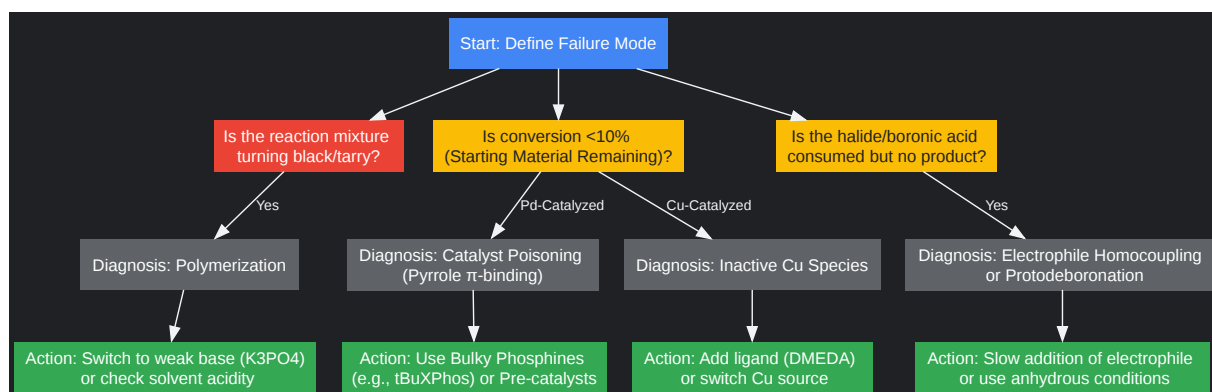 Start: Define Failure Mode
Is the reaction mixture
turning black/tarry?
Is conversion <10%
(Starting Material Remaining)?
Is the halide/boronic acid
consumed but no product?
Yes
Pd-Catalyzed
Cu-Catalyzed
Yes
Diagnosis: Polymerization
Diagnosis: Catalyst Poisoning
(Pyrrole π-binding)
Diagnosis: Inactive Cu Species
Diagnosis: Electrophile Homocoupling
or Protodeboronation
Action: Switch to weak base (K3PO4)
or check solvent acidity
Action: Use Bulky Phosphines
(e.g., tBuXPhos) or Pre-catalysts
Action: Add ligand (DMEDA)
or switch Cu source
Action: Slow addition of electrophile
or use anhydrous conditions